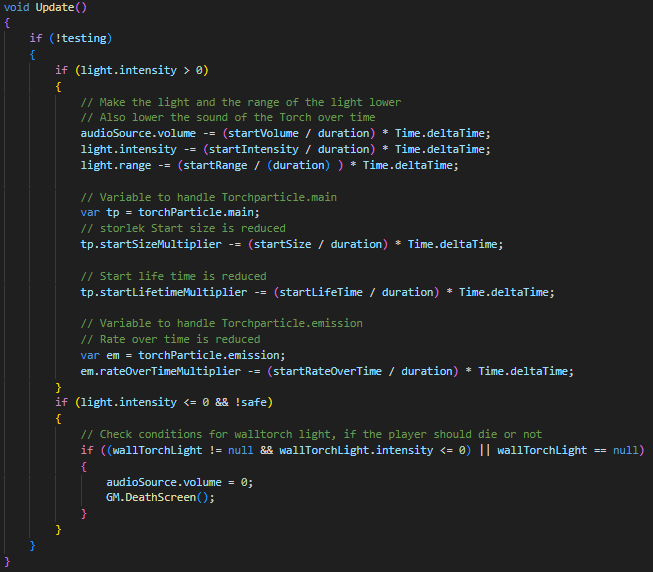 void Update()
{
if (!testing)
{
if (light.intensity > 0)
{
// Make the light and the range of the light lower
// Also lower the sound of the Torch over time
audioSource.volume -= (startVolume / duration) * Time.deltaTime;
light.intensity -= (startIntensity / duration) * Time.deltaTime;
light.range -= (startRange / (duration) ) * Time.deltaTime;
// Variable to handle Torchparticle.main
var tp = torchParticle.main;
// storlek Start size is reduced
tp.startSizeMultiplier -= (startSize / duration) * Time.deltaTime;
// Start life time is reduced
tp.startLifetimeMultiplier -= (startLifeTime / duration) * Time.deltaTime;
// Variable to handle Torchparticle.emission
// Rate over time is reduced
var em = torchParticle.emission;
em.rateOverTimeMultiplier -= (startRateOverTime / duration) * Time.deltaTime;
}
if (light.intensity <= 0 && !safe)
{
// Check conditions for walltorch light, if the player should die or not
if ((wallTorchLight != null && wallTorchLight.intensity <= 0) || wallTorchLight == null)
{
audioSource.volume = 0;
GM.DeathScreen();
}
}
}
}